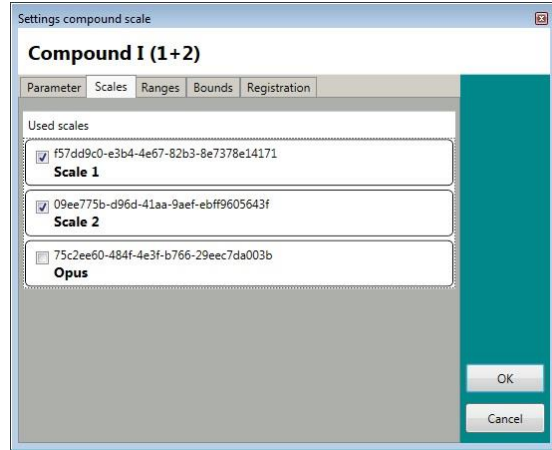 Settings compound scale
Compound I (1+2)
Parameter Scales Ranges Bounds Registration
Used scales
f57dd9c0-e3b4-4e67-82b3-8e7378e14171
Scale 1
09ee775b-d96d-41aa-9aef-ebff9605643f
Scale 2
75c2ee60-484f-4e3f-b766-29eec7da003b
Opus
OK
Cancel